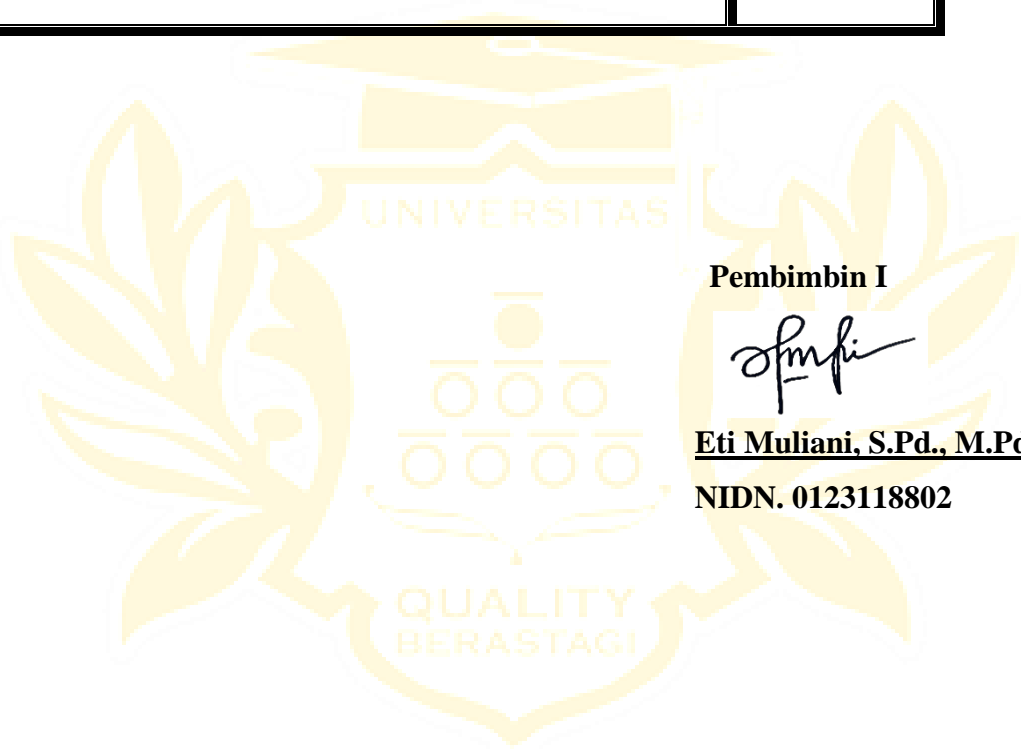 UNIVERSITAS
Pembimbin I
Eti Muliani, S.Pd., M.Pd
NIDN. 0123118802
QUALITY
BERASTAGI